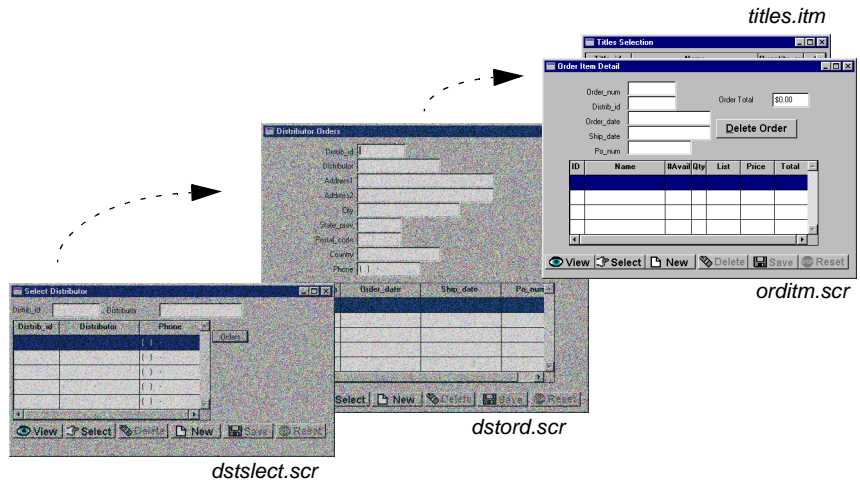 titles.itm
Titles Selection
Title_id Name
Order Item Detail
Order_num
Distrib_id
Order_date
Ship_date
Po_num
Order Total $0.00
Delete Order
ID Name #Avail Qty List Price Total
View Select New Delete Save Reset
orditm.scr
Distributor Orders
Distrib_id
Distributor
Address1
Address2
City
State_prov
Postal_code
Country
Phone ( ) -
Order_date Ship_date Po_num
Select New Delete Save Reset
dstord.scr
Select Distributor
Distrib_id Distributor
Distrib_id Distributor Phone
Orders
( ) -
( ) -
( ) -
( ) -
View Select Delete New Save Reset
dstslect.scr